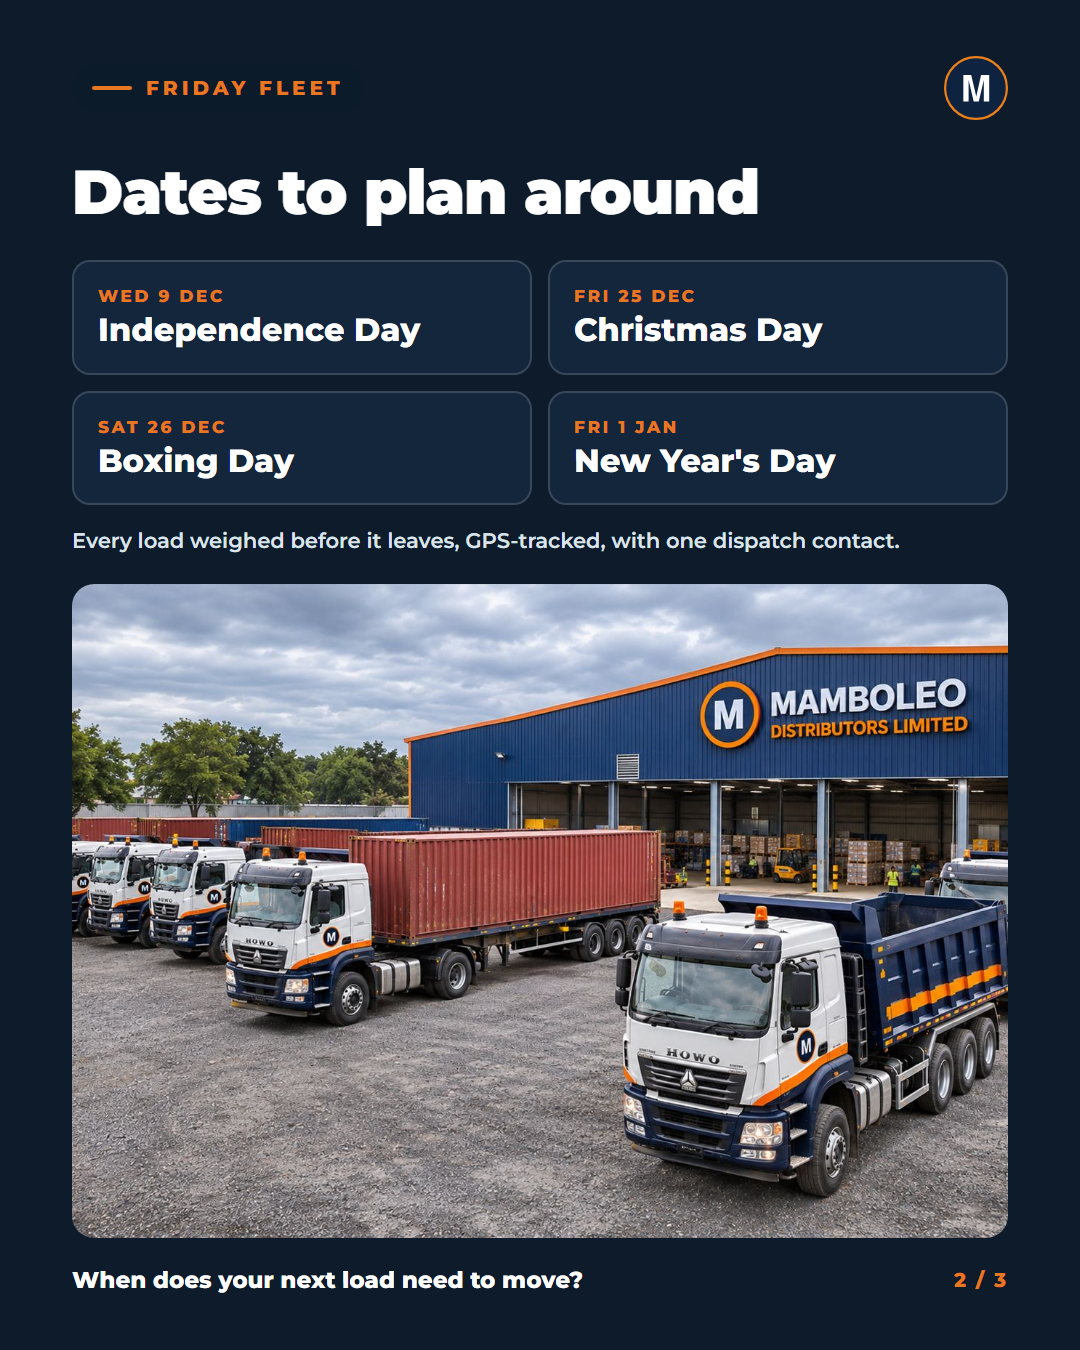 FRIDAY FLEET
M
Dates to plan around
WED 9 DEC
Independence Day
FRI 25 DEC
Christmas Day
SAT 26 DEC
Boxing Day
FRI 1 JAN
New Year's Day
Every load weighed before it leaves, GPS-tracked, with one dispatch contact.
M MAMBOLEO
DISTRIBUTORS LIMITED
M
M
M
HOWO
M
HOWO
M
When does your next load need to move?
2 / 3